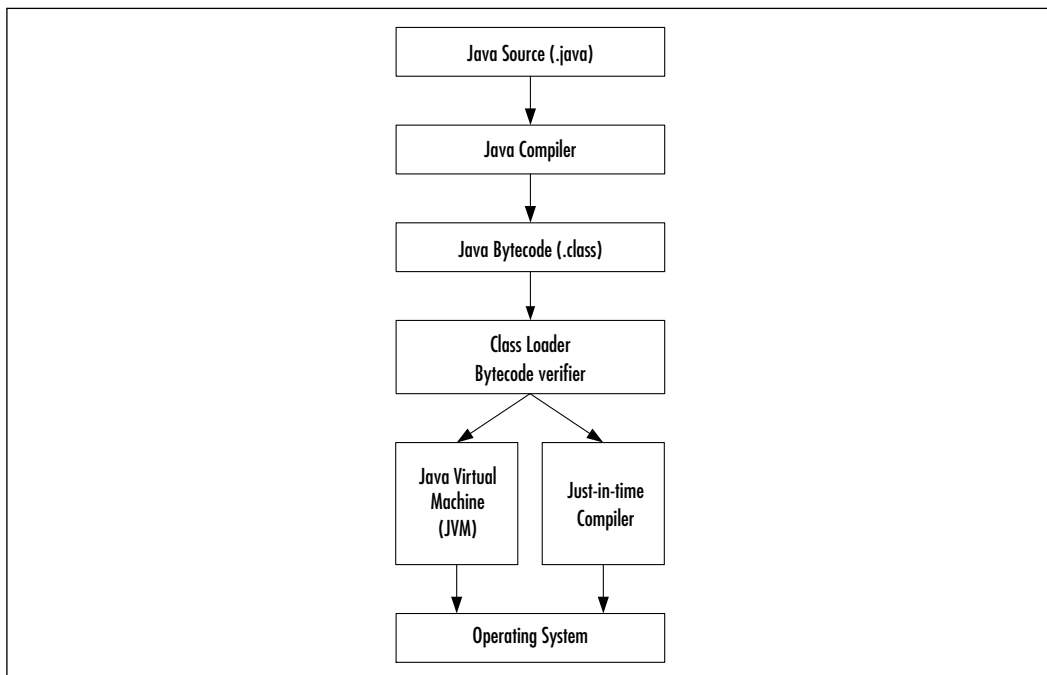 Java Source (.java)
Java Compiler
Java Bytecode (.class)
Class Loader
Bytecode verifier
Java Virtual
Machine
(JVM)
Just-in-time
Compiler
Operating System